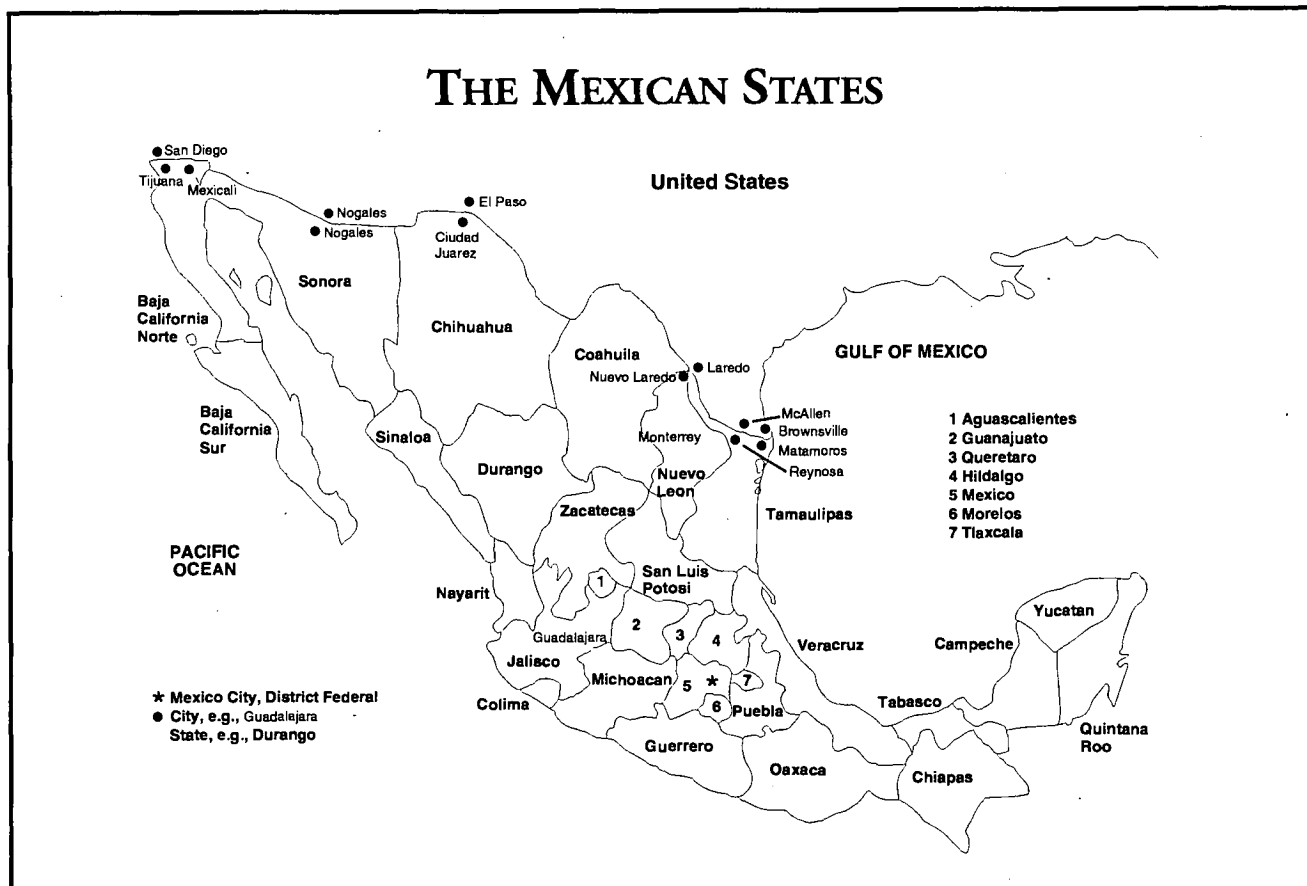 THE MEXICAN STATES
San Diego
Tijuana
Mexicali
United States
Nogales
Nogales
El Paso
Ciudad
Juarez
Sonora
Baja
California
Norte
Chihuahua
Coahuila
GULF OF MEXICO
Nuevo Laredo
Laredo
Baja
California
Sur
Sinaloa
McAllen
Brownsville
Matamoros
Reynosa
Monterrey
Durango
Nuevo
Leon
Zacatecas
Tamaulipas
1 Aguascalientes
2 Guanajuato
3 Queretaro
4 Hildalgo
5 Mexico
6 Morelos
7 Tlaxcala
PACIFIC
OCEAN
Nayarit
1
San Luis
Potosi
Yucatan
Guadalajara
2
3
4
Veracruz
Campeche
Jalisco
Michoacan
5
*
7
6
Puebla
Colima
Tabasco
Quintana
Roo
Guerrero
Oaxaca
Chiapas
* Mexico City, District Federal
● City, e.g., Guadalajara
State, e.g., Durango